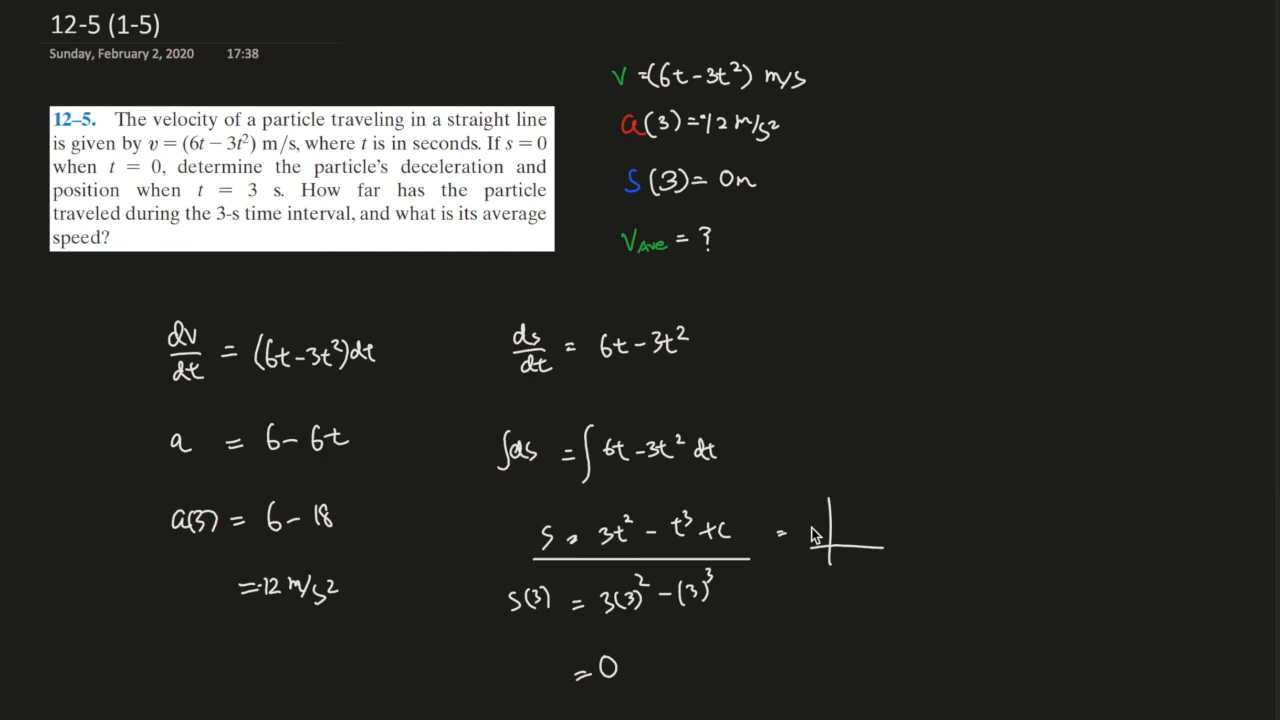 12-5 (1-5)
Sunday, February 2, 2020 17:38
12–5. The velocity of a particle traveling in a straight line
is given by v = (6t − 3t²) m/s, where t is in seconds. If s = 0
when t = 0, determine the particle's deceleration and
position when t = 3 s. How far has the particle
traveled during the 3-s time interval, and what is its average
speed?
v = (6t − 3t²) m/s
a(3) = -12 m/s²
S(3) = 0m
VAve = ?
dv/dt = (6t − 3t²)dt
a = 6 − 6t
a(3) = 6 − 18
= -12 m/s²
ds/dt = 6t − 3t²
∫ds = ∫ 6t − 3t² dt
S = 3t² − t³ + c =
S(3) = 3(3)² − (3)³
= 0